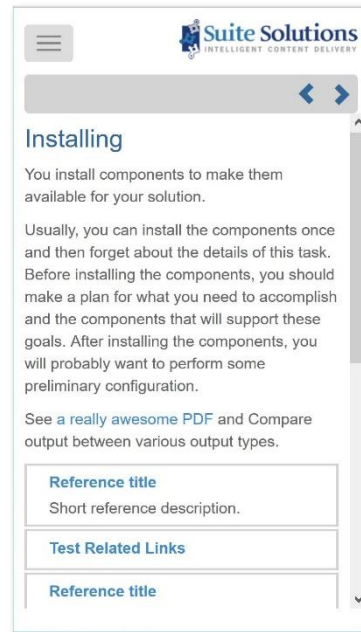 Suite Solutions
INTELLIGENT CONTENT DELIVERY
Installing
You install components to make them
available for your solution.
Usually, you can install the components once
and then forget about the details of this task.
Before installing the components, you should
make a plan for what you need to accomplish
and the components that will support these
goals. After installing the components, you
will probably want to perform some
preliminary configuration.
See a really awesome PDF and Compare
output between various output types.
Reference title
Short reference description.
Test Related Links
Reference title